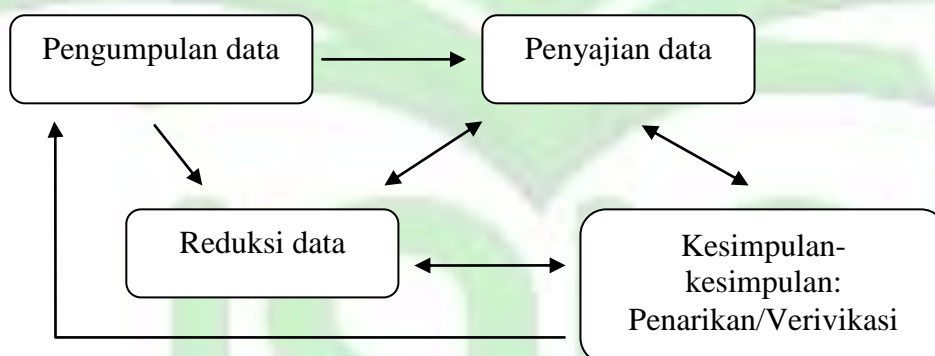 Pengumpulan data
Penyajian data
Reduksi data
Kesimpulan-
kesimpulan:
Penarikan/Verivikasi